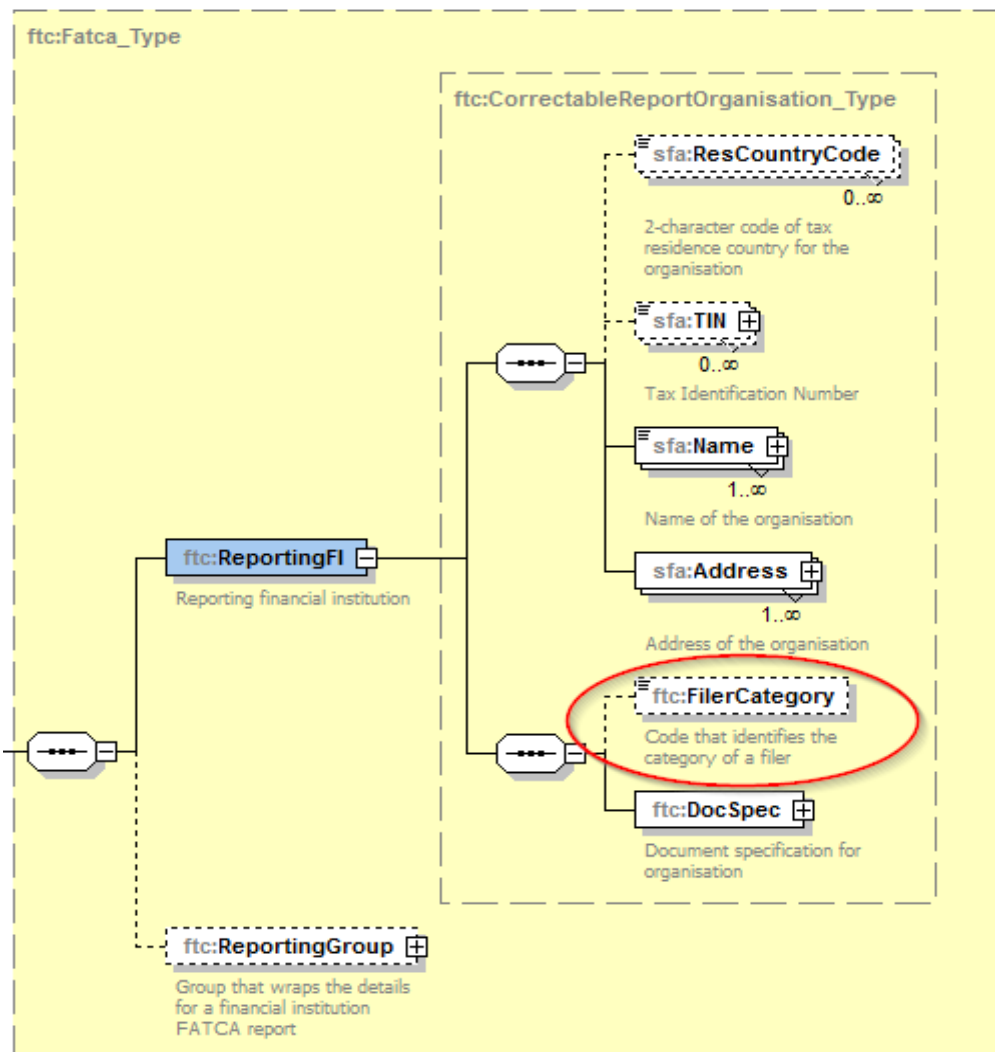 ftc:Fatca_Type
ftc:CorrectableReportOrganisation_Type
sfa:ResCountryCode
0..∞
2-character code of tax
residence country for the
organisation
sfa:TIN
0..∞
Tax Identification Number
sfa:Name
1..∞
Name of the organisation
sfa:Address
1..∞
Address of the organisation
ftc:ReportingFI
Reporting financial institution
ftc:FilerCategory
Code that identifies the
category of a filer
ftc:DocSpec
Document specification for
organisation
ftc:ReportingGroup
Group that wraps the details
for a financial institution
FATCA report